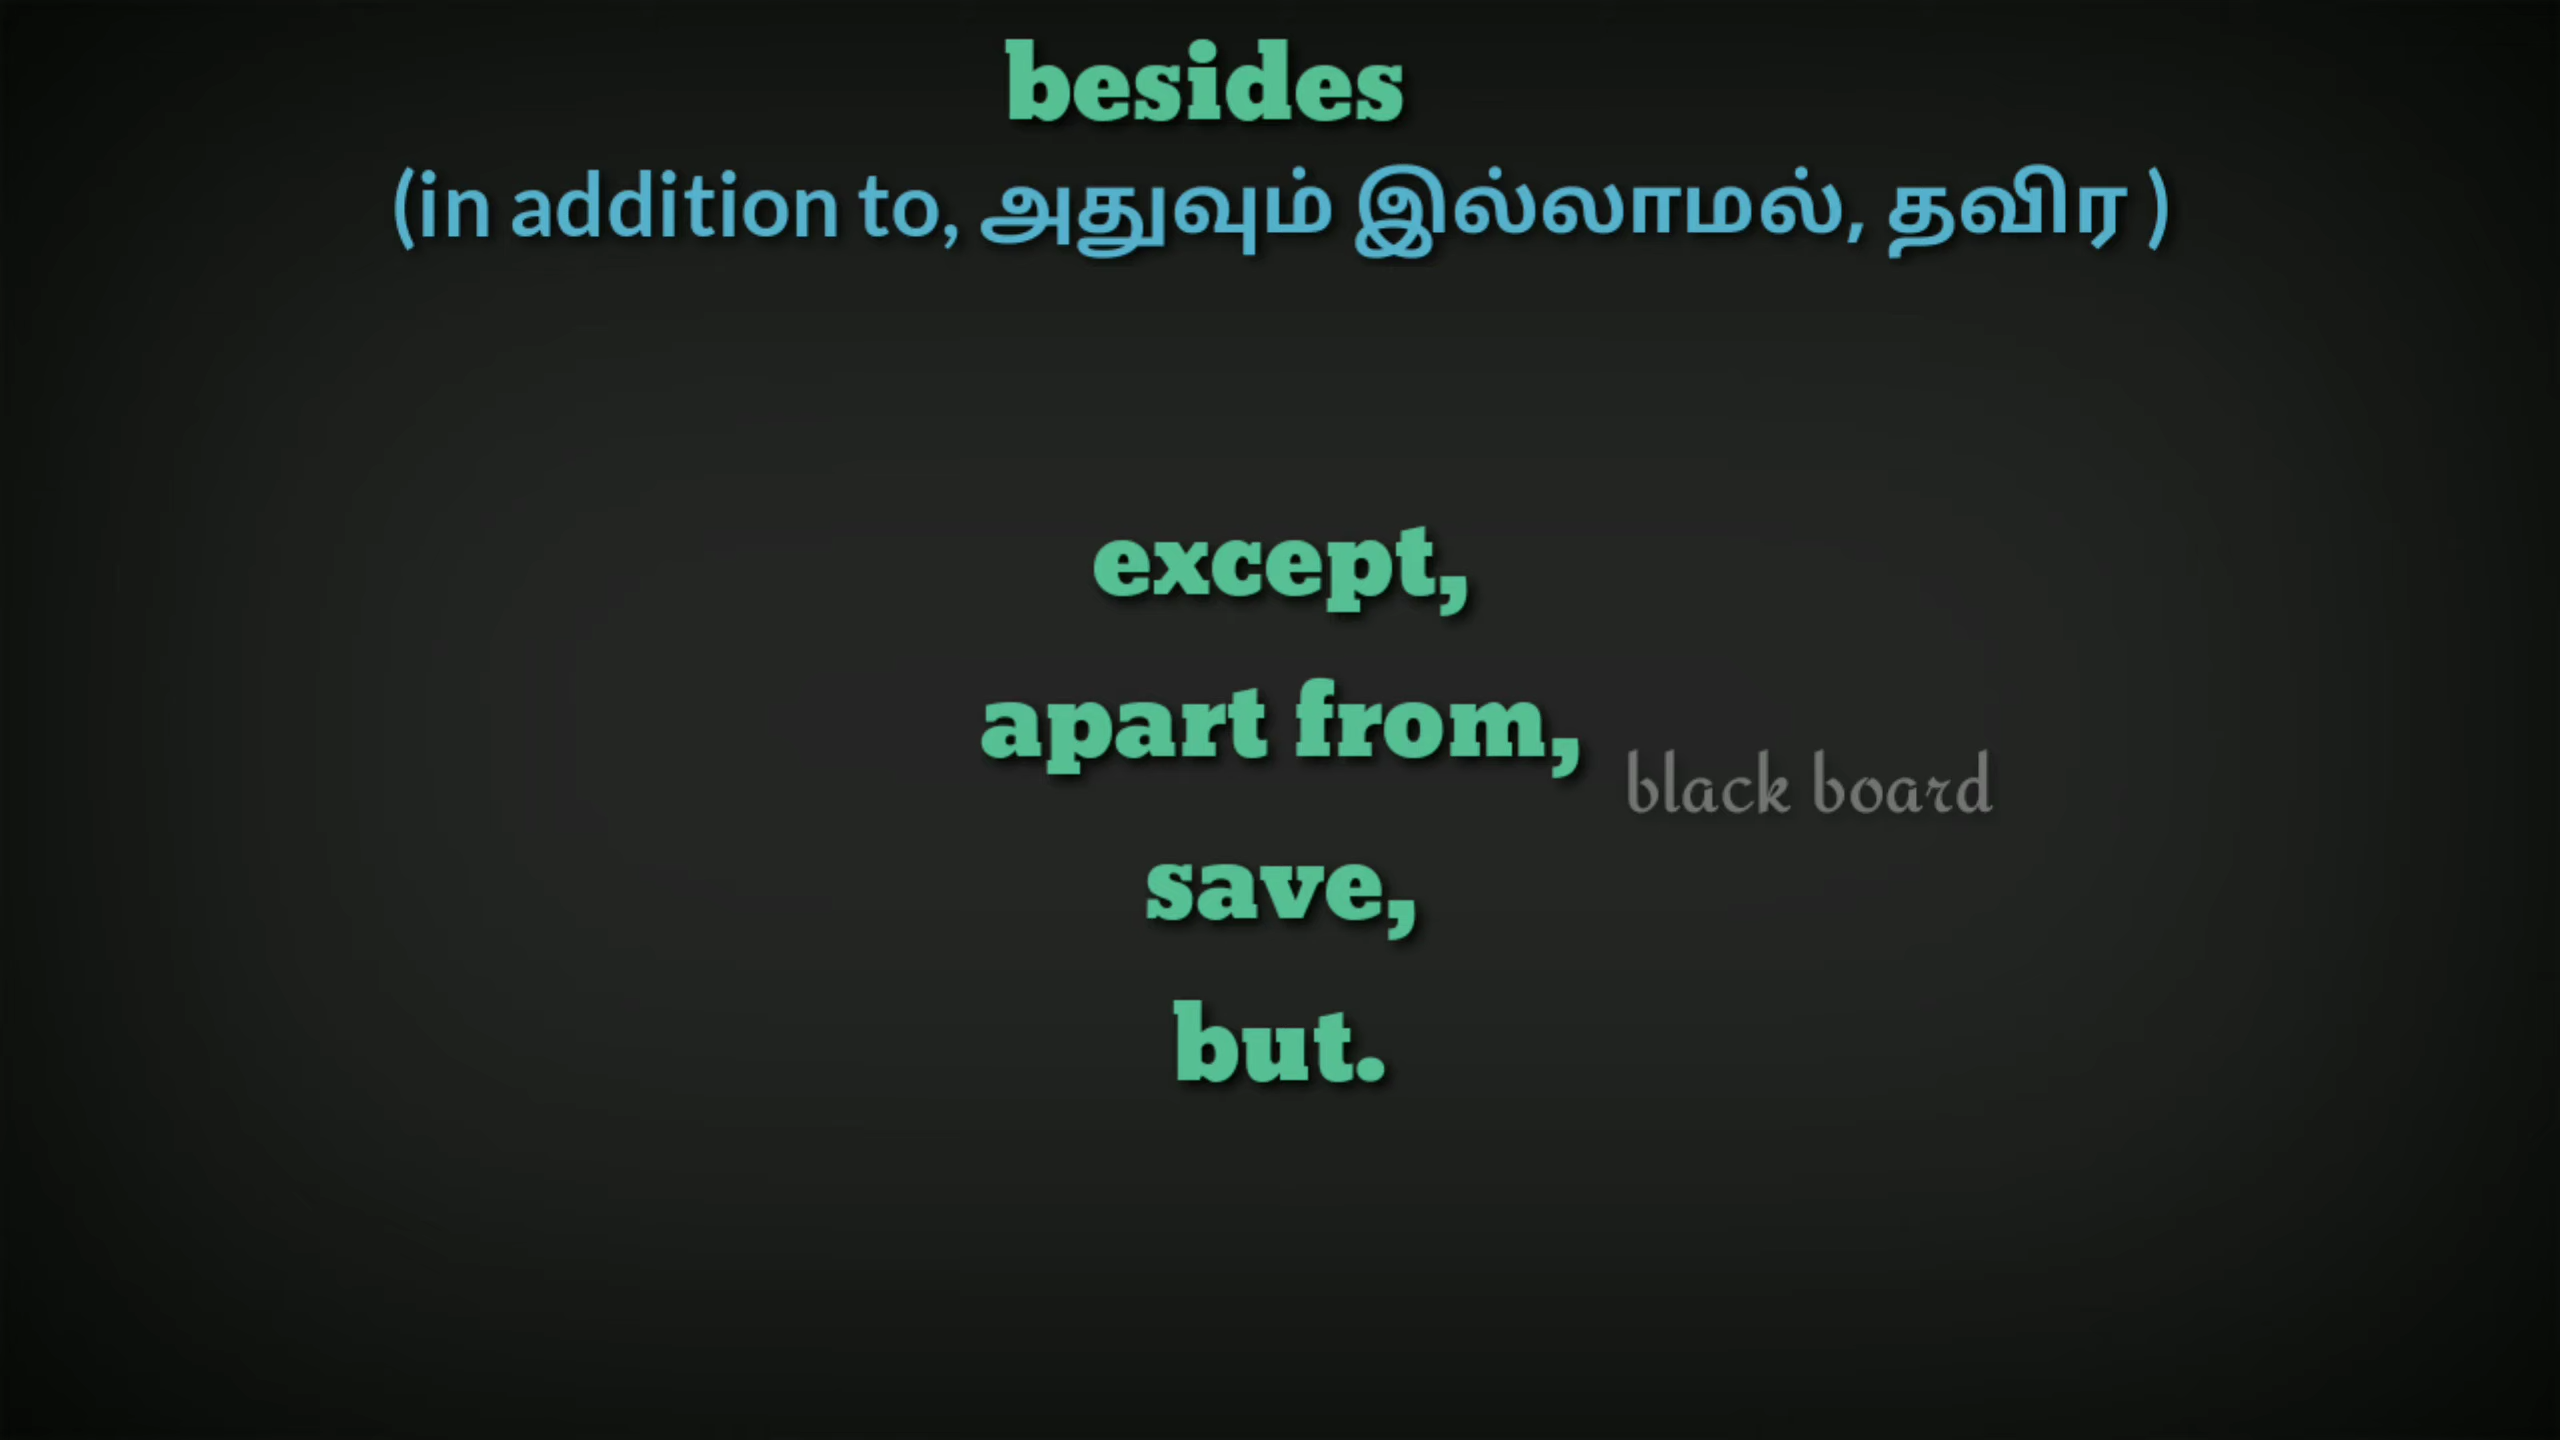 besides
(in addition to, அதுவும் இல்லாமல், தவிர )
except,
apart from,
black board
save,
but.